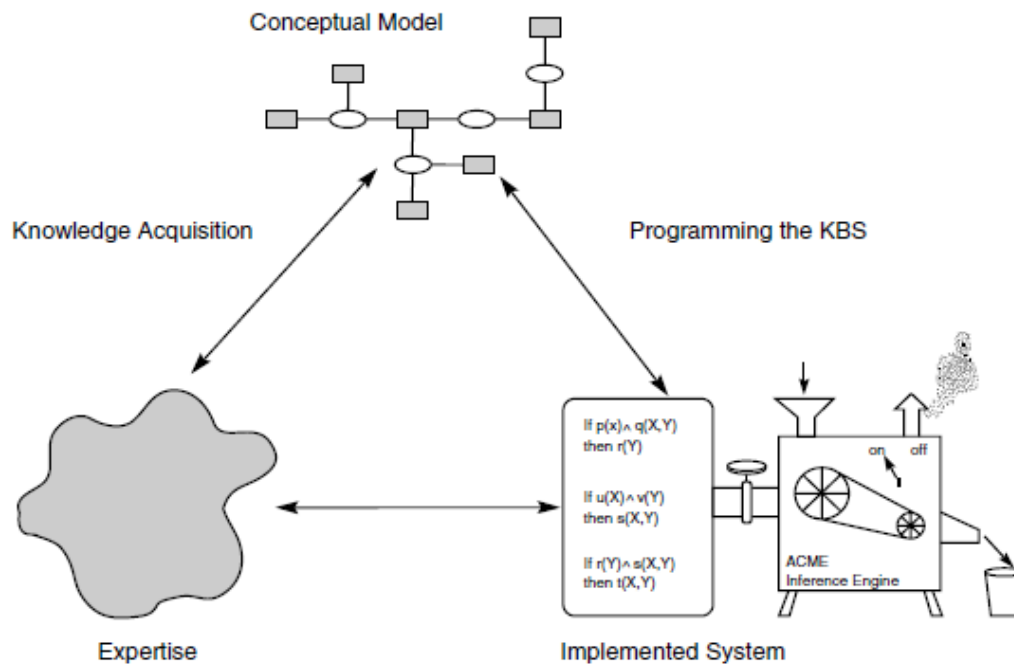 Conceptual Model
Knowledge Acquisition
Programming the KBS
If p(x)∧ q(X,Y)
then r(Y)
If u(X)∧ v(Y)
then s(X,Y)
If r(Y)∧ s(X,Y)
then t(X,Y)
on off
ACME
Inference Engine
Expertise
Implemented System